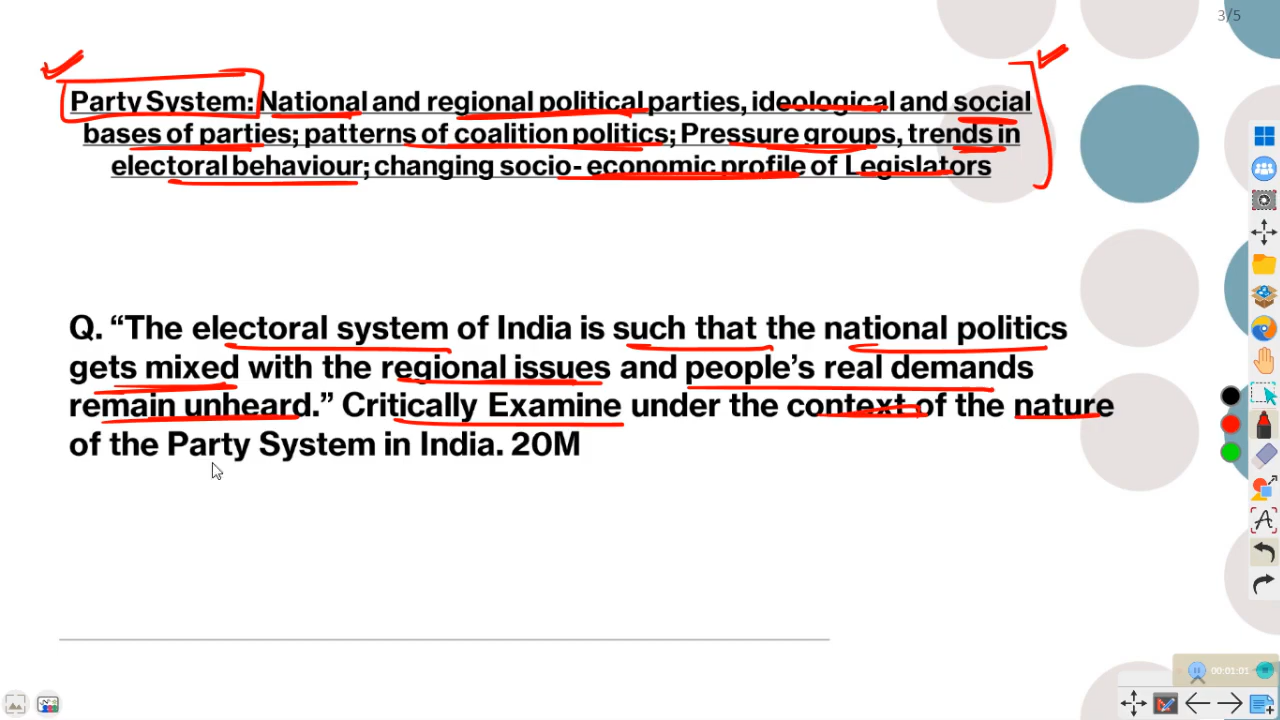 3/5
Party System: National and regional political parties, ideological and social
bases of parties; patterns of coalition politics; Pressure groups, trends in
electoral behaviour; changing socio- economic profile of Legislators
Q. “The electoral system of India is such that the national politics
gets mixed with the regional issues and people’s real demands
remain unheard.” Critically Examine under the context of the nature
of the Party System in India. 20M
00:01:01